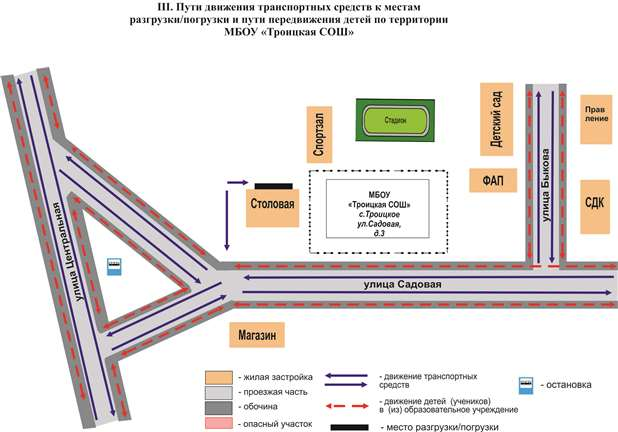 III. Пути движения транспортных средств к местам
разгрузки/погрузки и пути передвижения детей по территории
МБОУ «Троицкая СОШ»
Спортзал
Стадион
Детский сад
Прав
ление
ФАП
улица Быкова
СДК
Столовая
МБОУ
«Троицкая СОШ»
с.Троицкое
ул.Садовая,
д.3
улица Центральная
улица Садовая
Магазин
- жилая застройка
- проезжая часть
- обочина
- опасный участок
- движение транспортных
средств
- движение детей (учеников)
в (из) образовательное учреждение
- место разгрузки/погрузки
- остановка